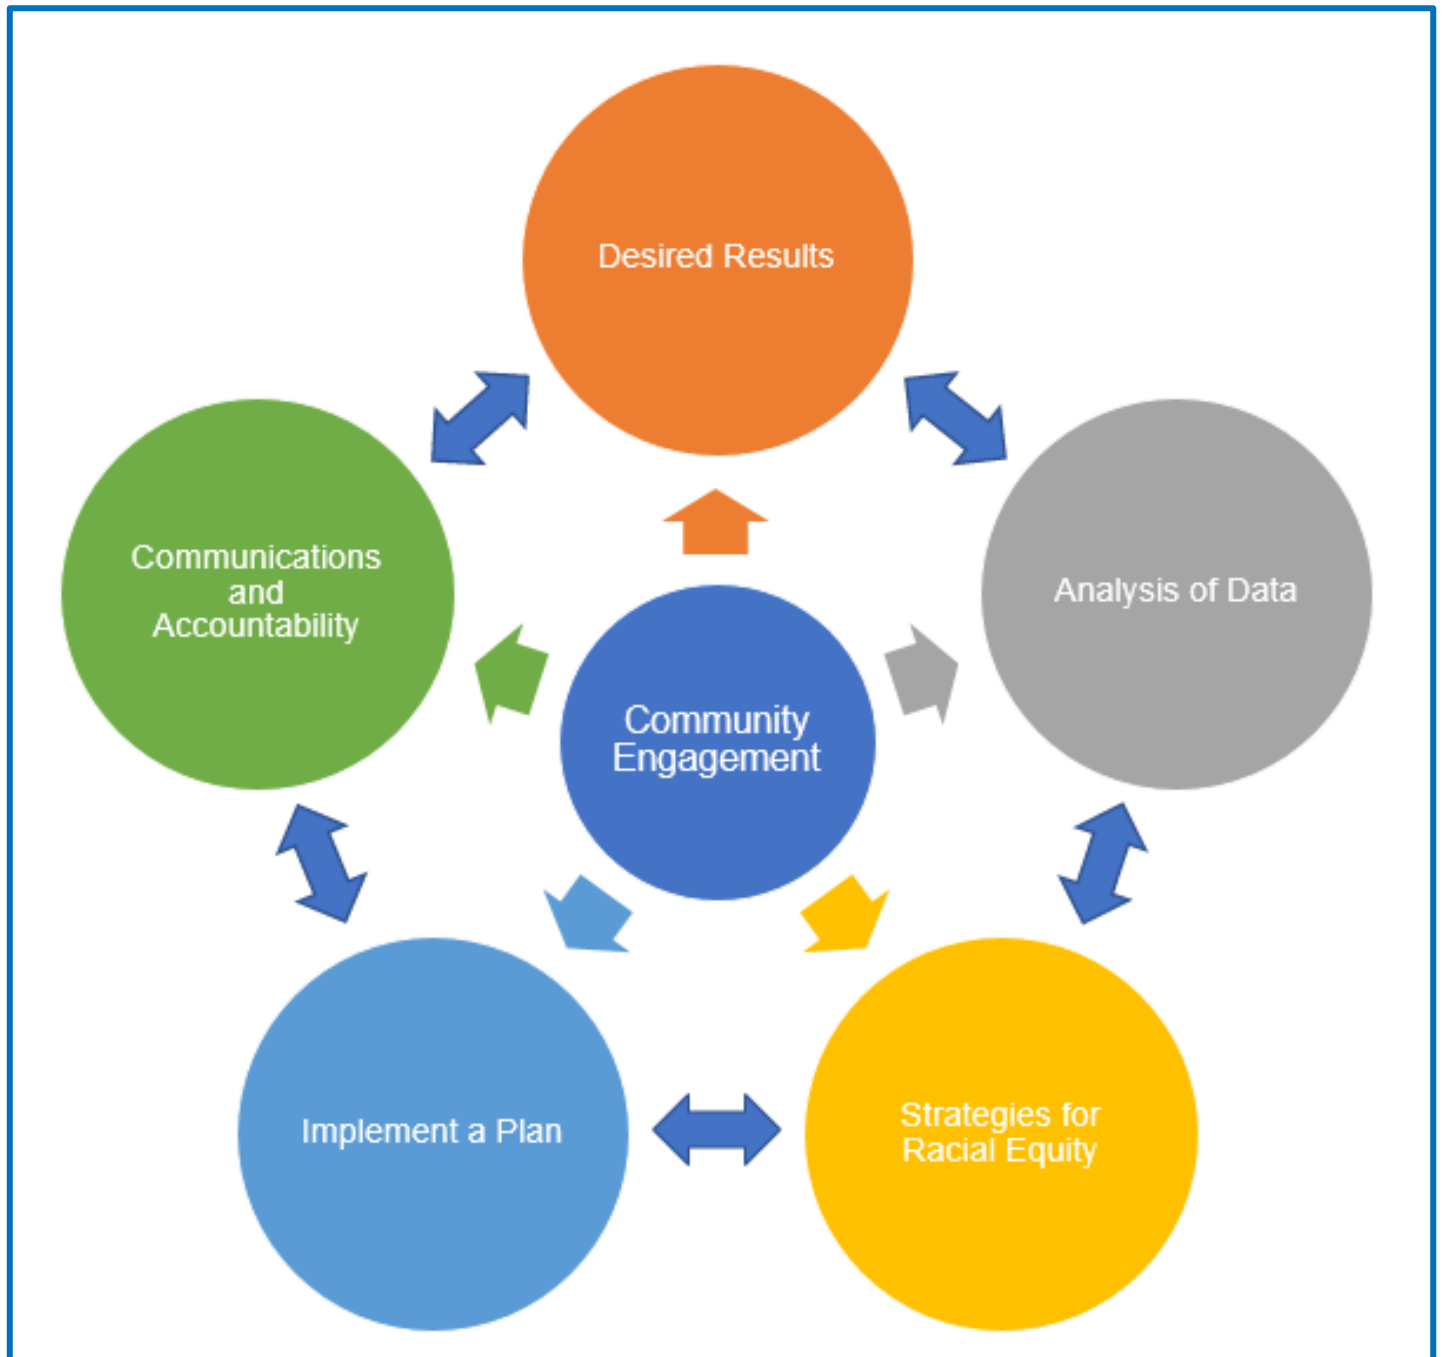 Desired Results
Communications
and
Accountability
Analysis of Data
Community
Engagement
Implement a Plan
Strategies for
Racial Equity